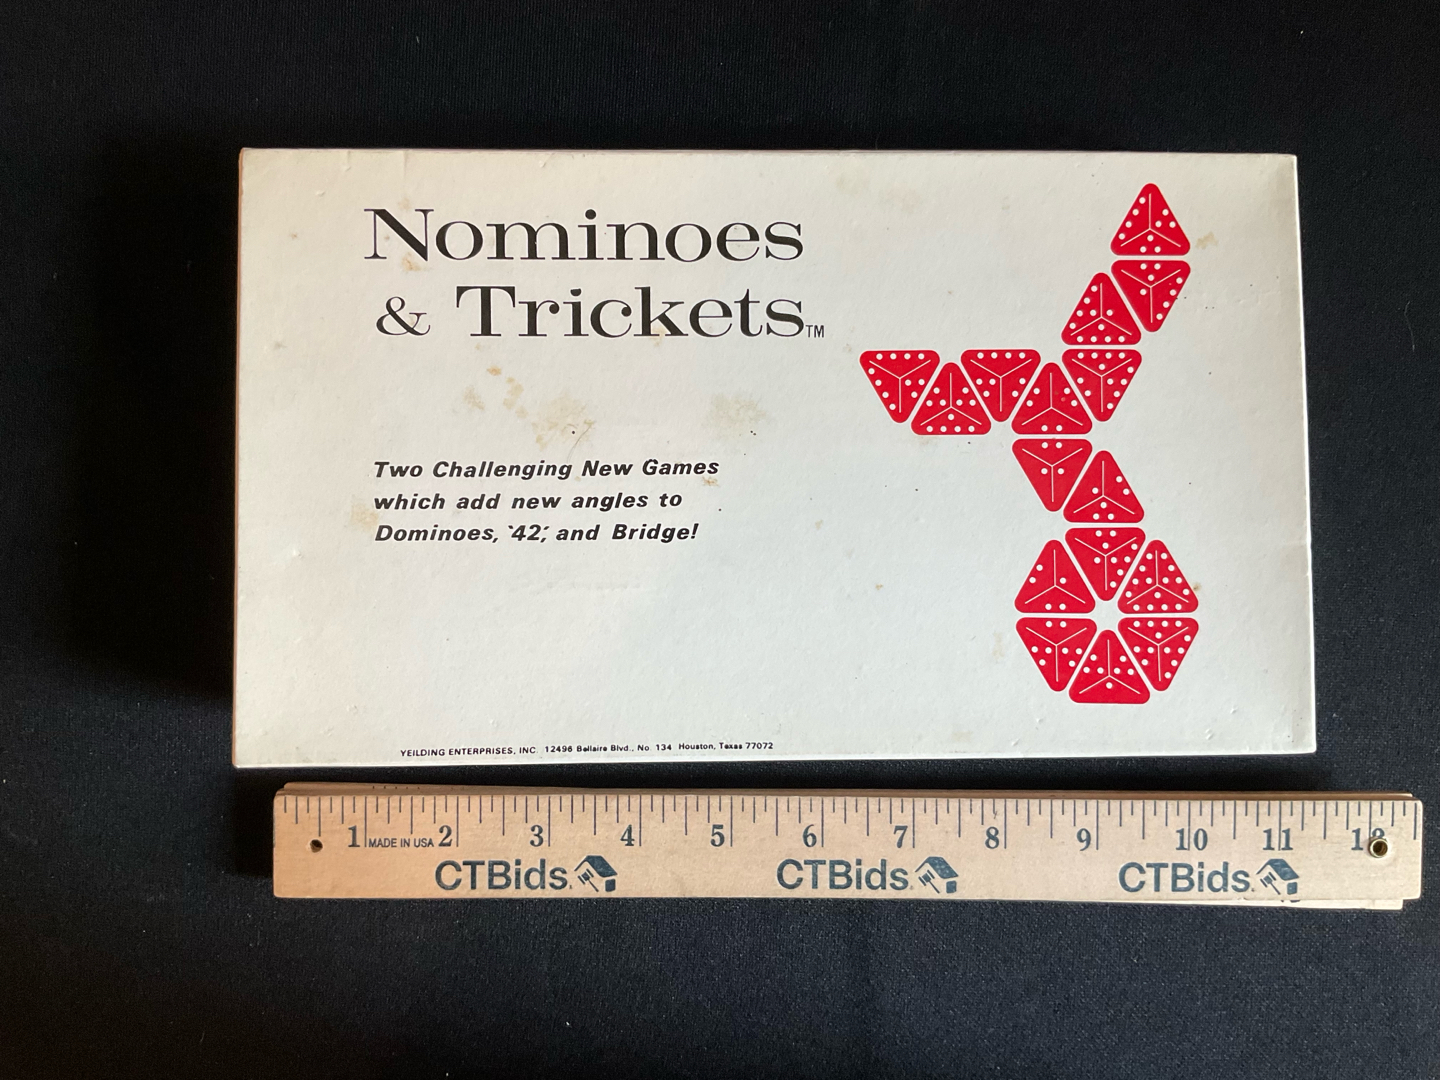 Nominoes
& Trickets™
Two Challenging New Games
which add new angles to
Dominoes, '42,' and Bridge!
YEILDING ENTERPRISES, INC. 12496 Bellaire Blvd., No. 134 Houston, Texas 77072
1 MADE IN USA 2 3 4 5 6 7 8 9 10 11 12
CTBids. CTBids. CTBids.